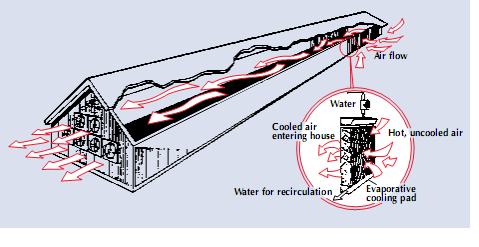 Air flow
Water
Cooled air
entering house
Hot, uncooled air
Water for recirculation
Evaporative
cooling pad